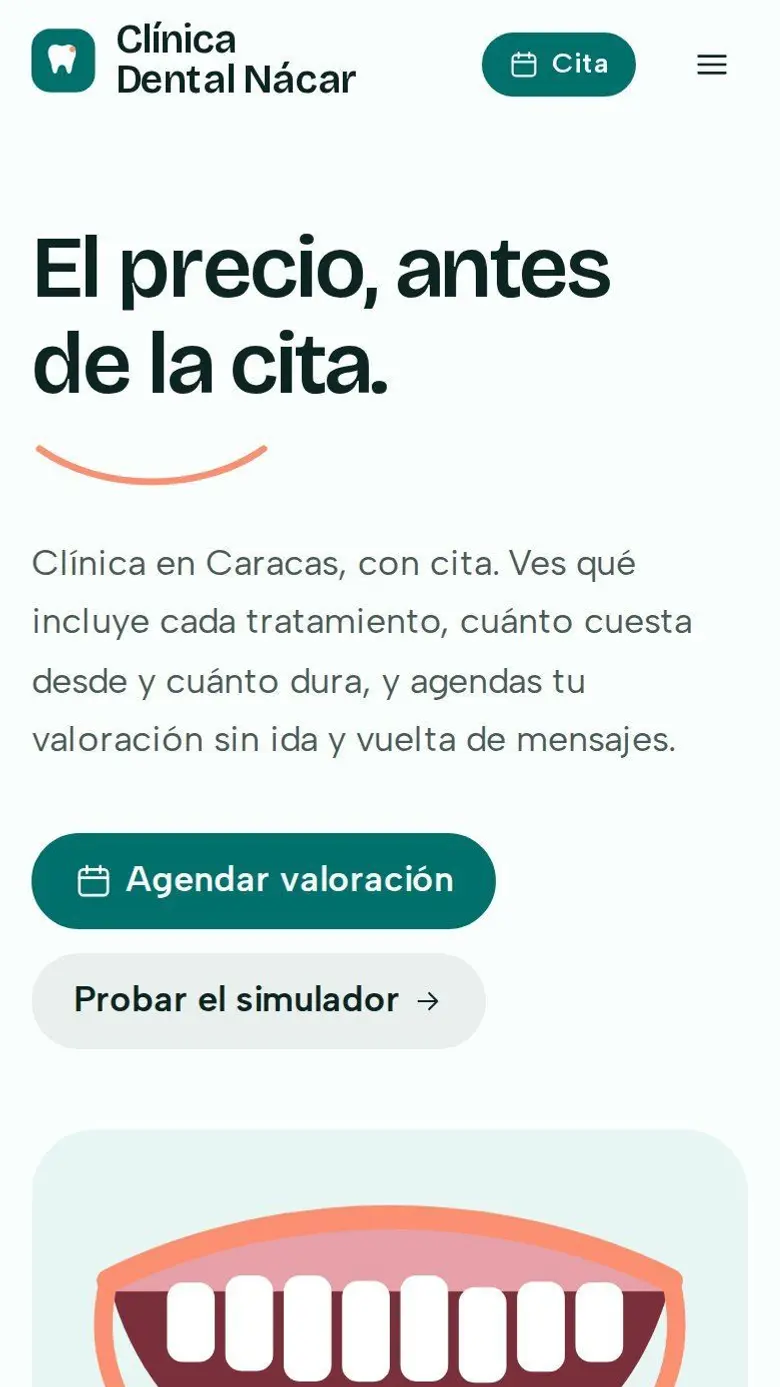 Clínica
Dental Nácar
Cita
El precio, antes
de la cita.
Clínica en Caracas, con cita. Ves qué
incluye cada tratamiento, cuánto cuesta
desde y cuánto dura, y agendas tu
valoración sin ida y vuelta de mensajes.
Agendar valoración
Probar el simulador →